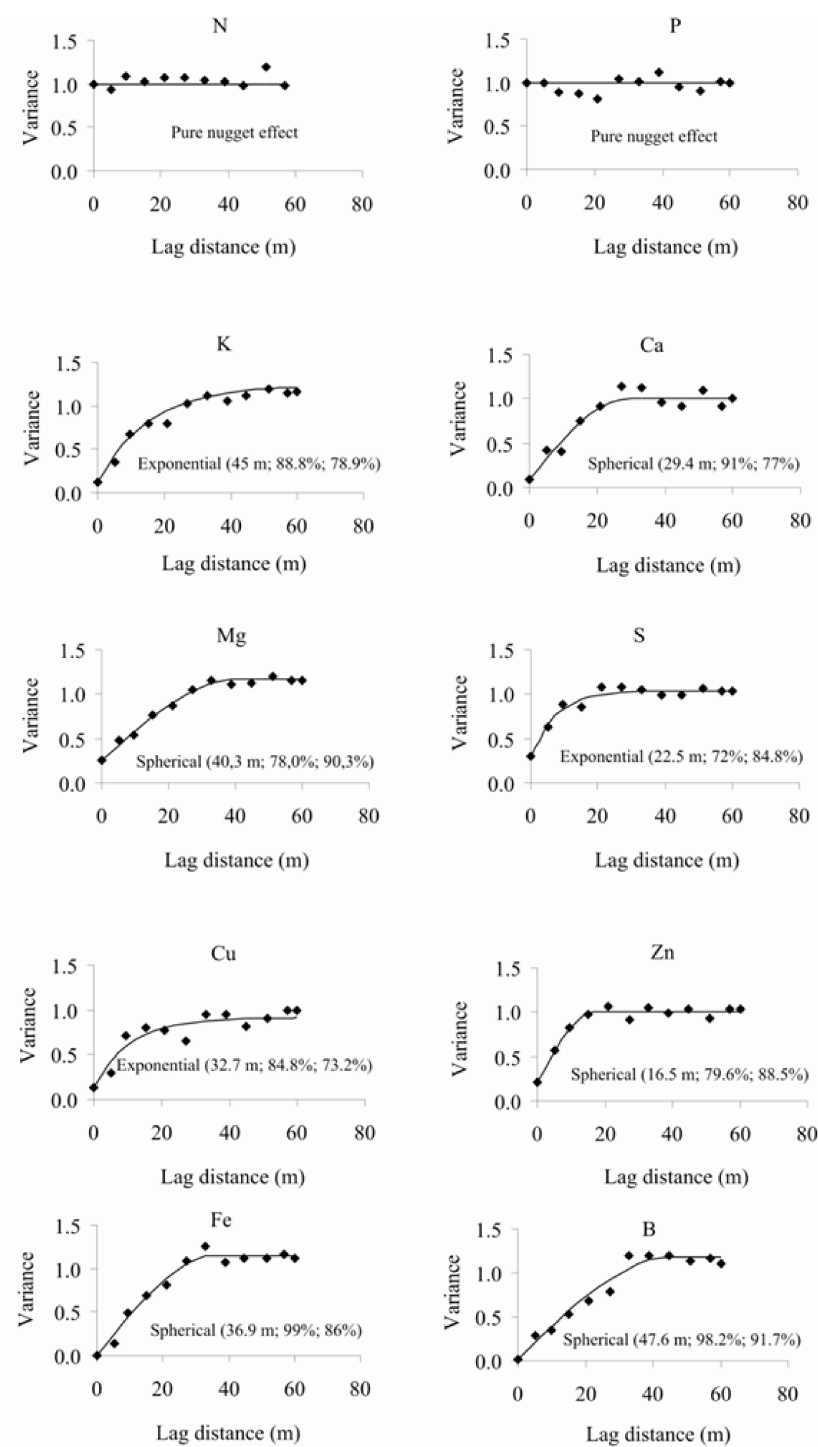 N
1.5
1.0
0.5
0.0
Variance
Pure nugget effect
0 20 40 60 80
Lag distance (m)
P
1.5
1.0
0.5
0.0
Variance
Pure nugget effect
0 20 40 60 80
Lag distance (m)
K
1.5
1.0
0.5
0.0
Variance
Exponential (45 m; 88.8%; 78.9%)
0 20 40 60 80
Lag distance (m)
Ca
1.5
1.0
0.5
0.0
Variance
Spherical (29.4 m; 91% 77%)
0 20 40 60 80
Lag distance (m)
Mg
1.5
1.0
0.5
0.0
Variance
Spherical (40,3 m; 78,0%; 90,3%)
0 20 40 60 80
Lag distance (m)
S
1.5
1.0
0.5
0.0
Variance
Exponential (22.5 m; 72% 84.8%)
0 20 40 60 80
Lag distance (m)
Cu
1.5
1.0
0.5
0.0
Variance
Exponential (32.7 m; 84.8%; 73.2%)
0 20 40 60 80
Lag distance (m)
Zn
1.5
1.0
0.5
0.0
Variance
Spherical (16.5 m; 79.6%; 88.5%)
0 20 40 60 80
Lag distance (m)
Fe
1.5
1.0
0.5
0.0
Variance
Spherical (36.9 m; 99%; 86%)
0 20 40 60 80
Lag distance (m)
B
1.5
1.0
0.5
0.0
Variance
Spherical (47.6 m; 98.2%; 91.7%)
0 20 40 60 80
Lag distance (m)